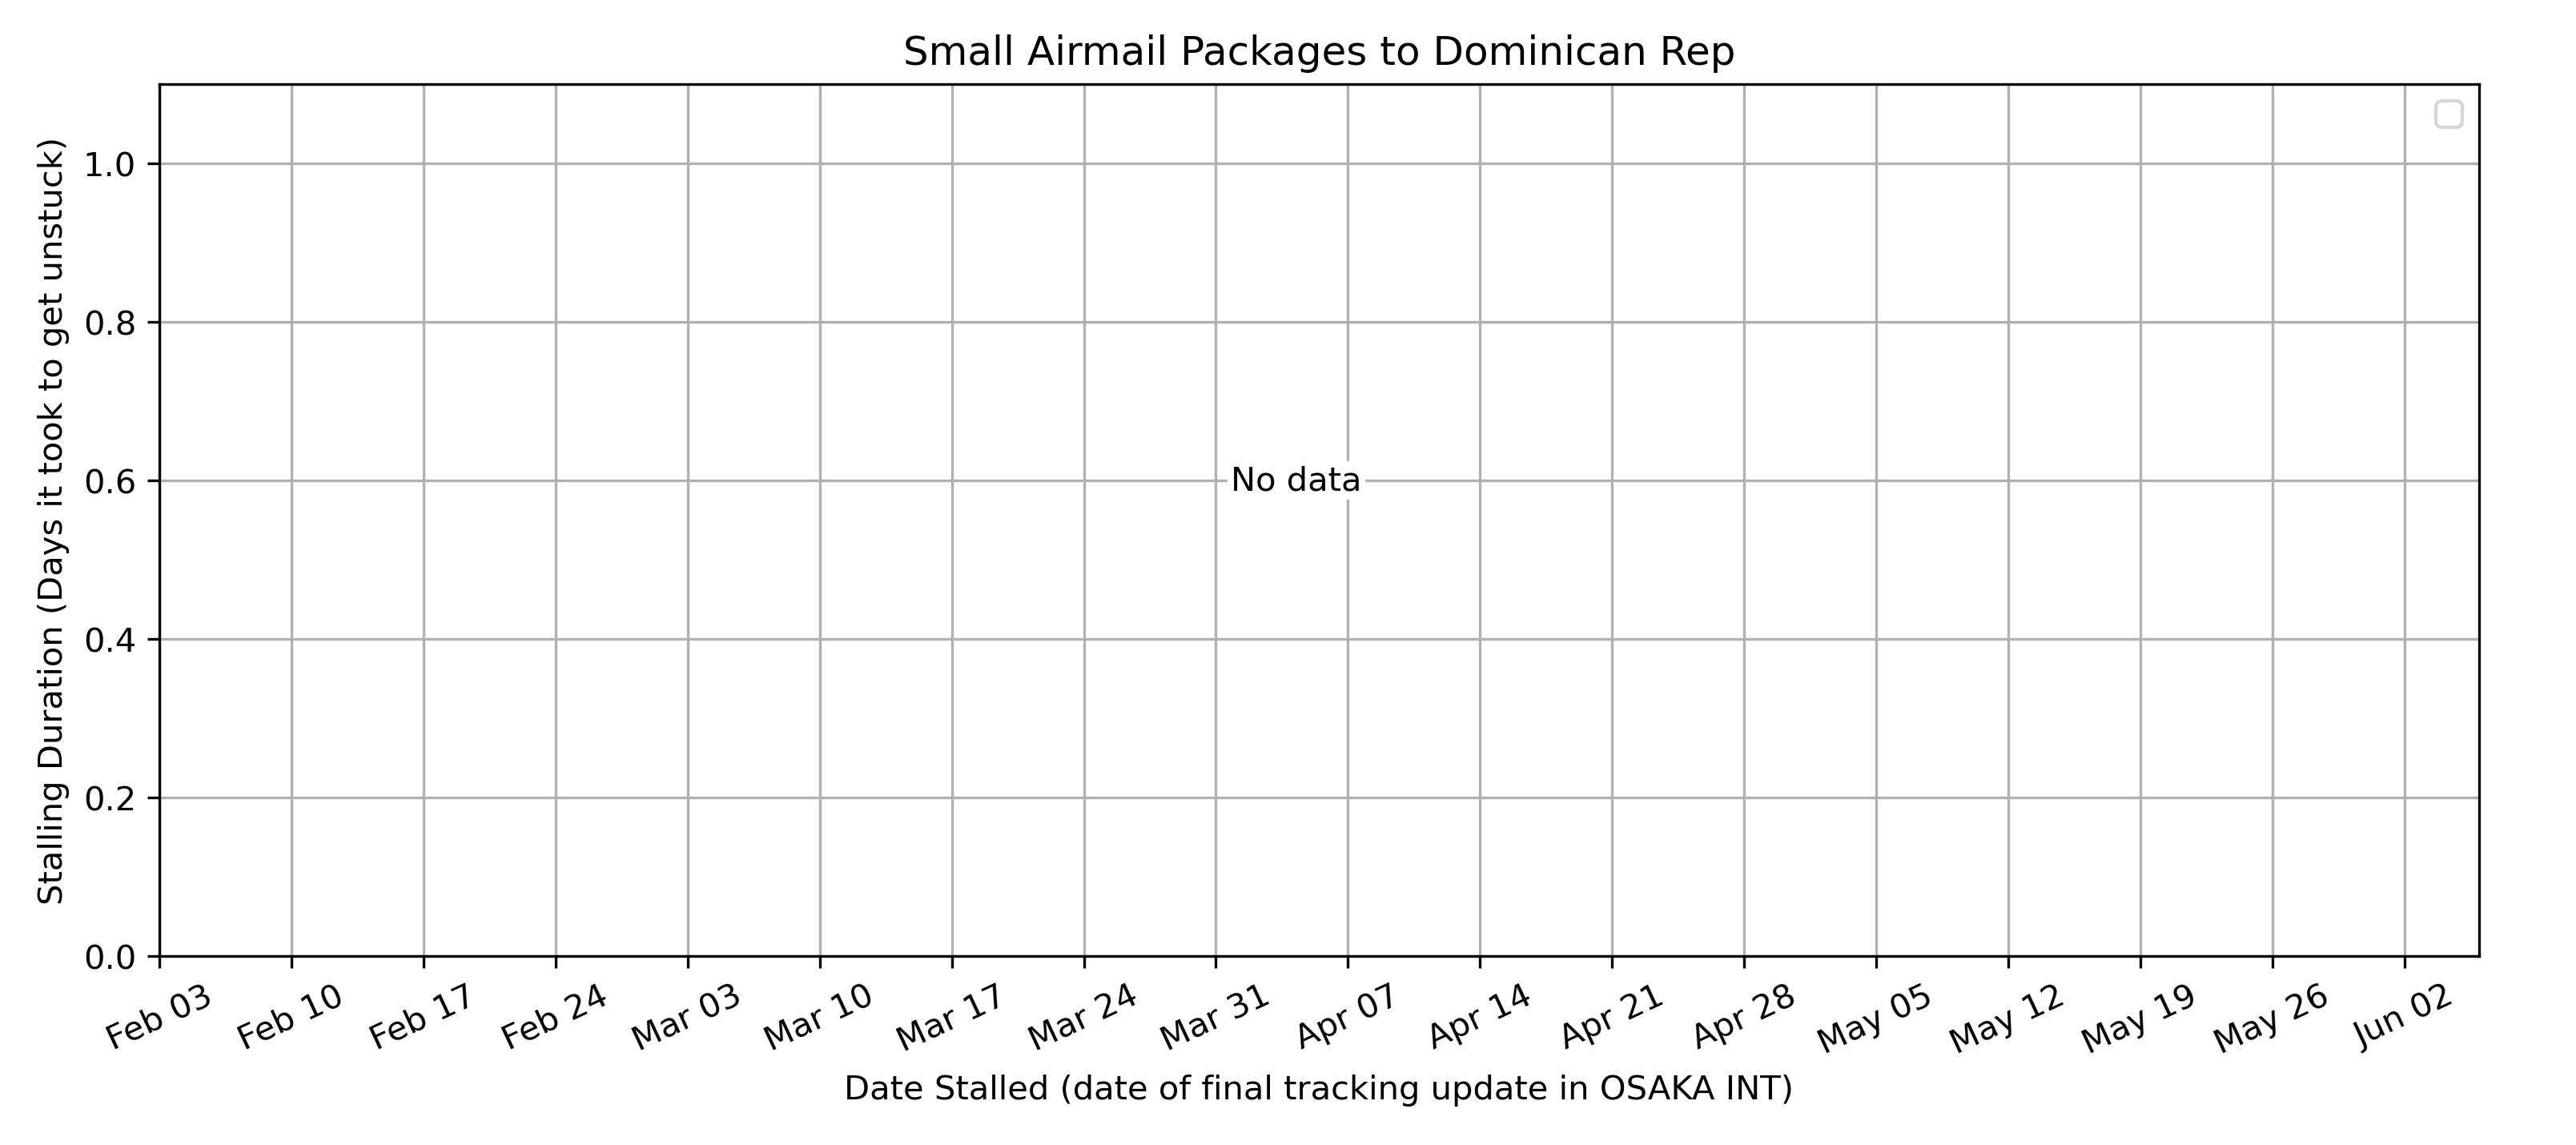 Small Airmail Packages to Dominican Rep
Stalling Duration (Days it took to get unstuck)
1.0
0.8
0.6
0.4
0.2
0.0
No data
Feb 03
Feb 10
Feb 17
Feb 24
Mar 03
Mar 10
Mar 17
Mar 24
Mar 31
Apr 07
Apr 14
Apr 21
Apr 28
May 05
May 12
May 19
May 26
Jun 02
Date Stalled (date of final tracking update in OSAKA INT)